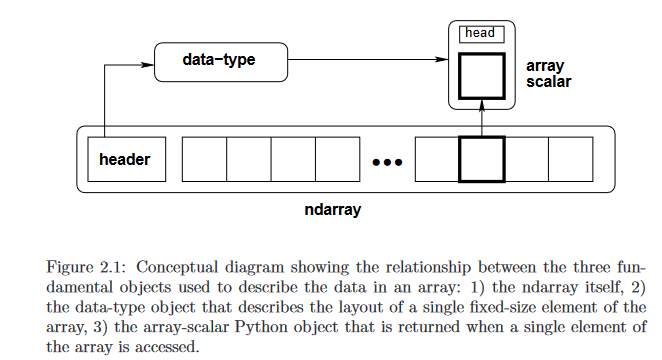 head
data−type
array
scalar
header
ndarray
Figure 2.1: Conceptual diagram showing the relationship between the three fun-
damental objects used to describe the data in an array: 1) the ndarray itself, 2)
the data-type object that describes the layout of a single fixed-size element of the
array, 3) the array-scalar Python object that is returned when a single element of
the array is accessed.